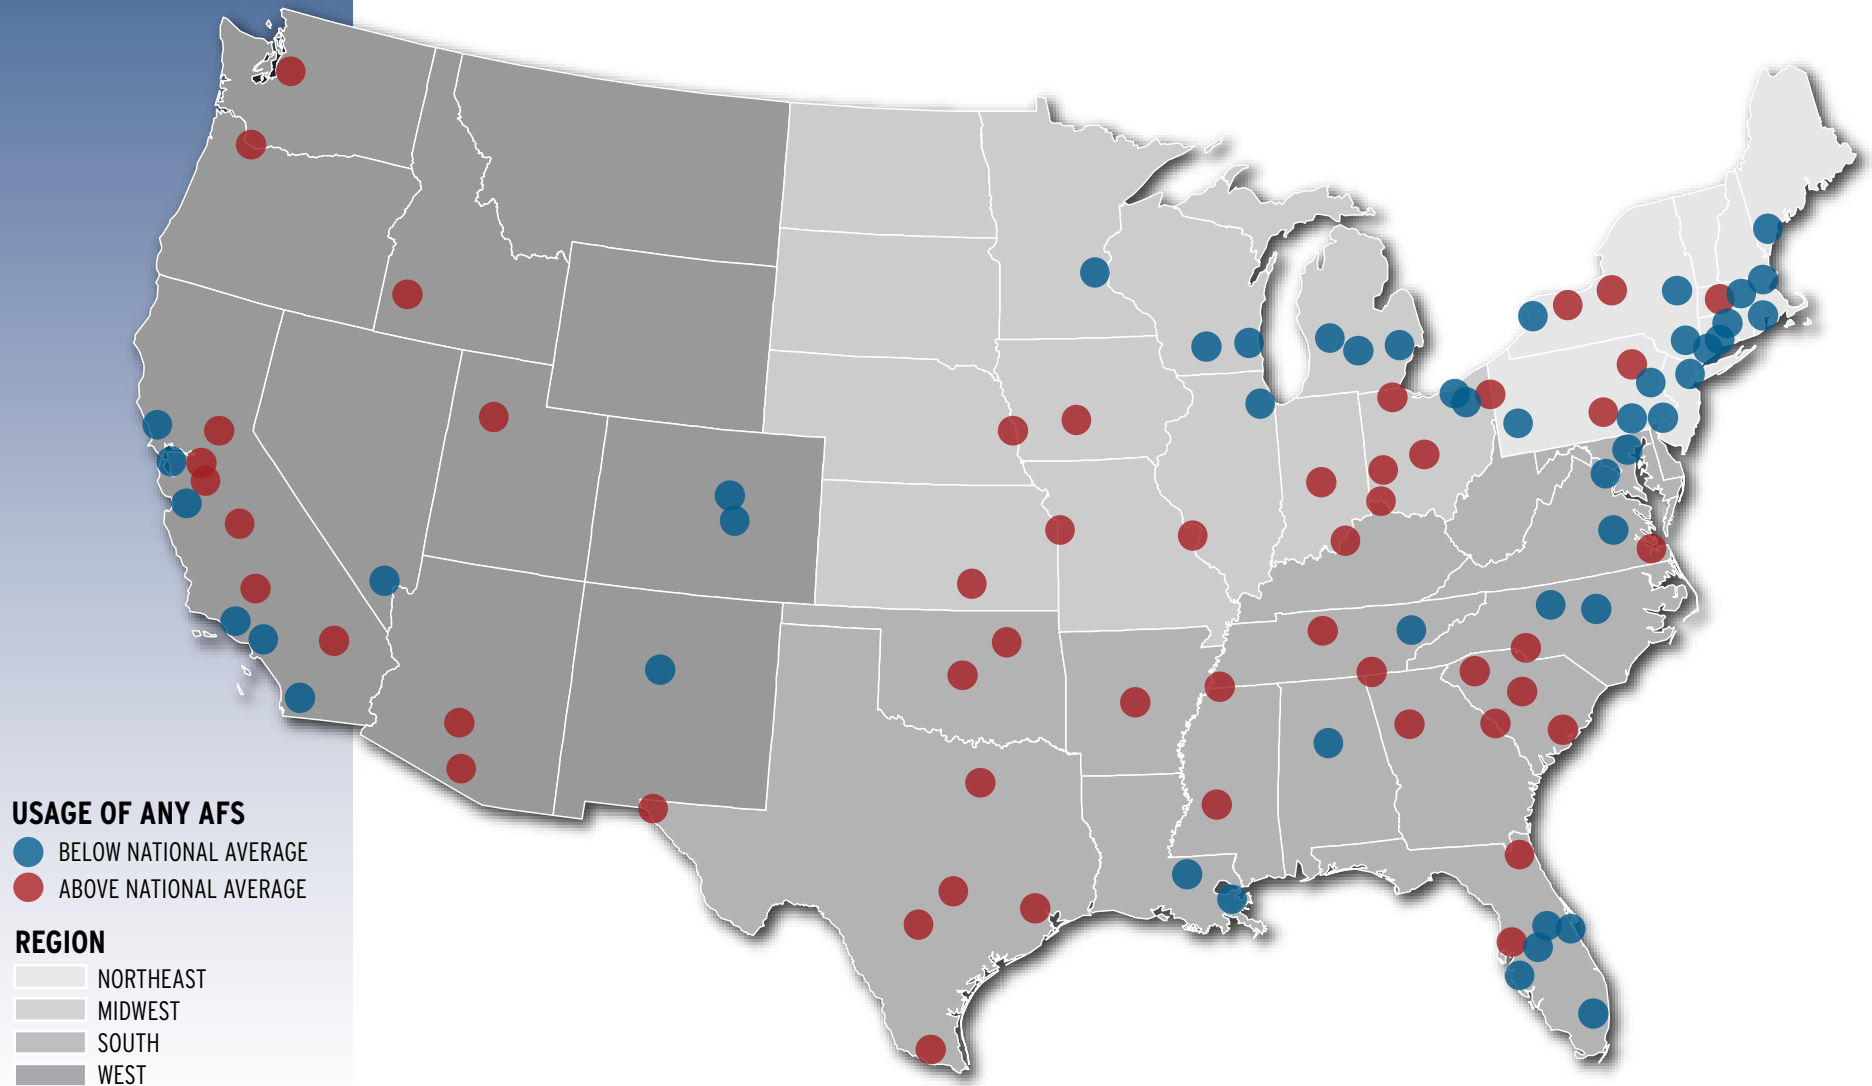 USAGE OF ANY AFS
BELOW NATIONAL AVERAGE
ABOVE NATIONAL AVERAGE
REGION
NORTHEAST
MIDWEST
SOUTH
WEST